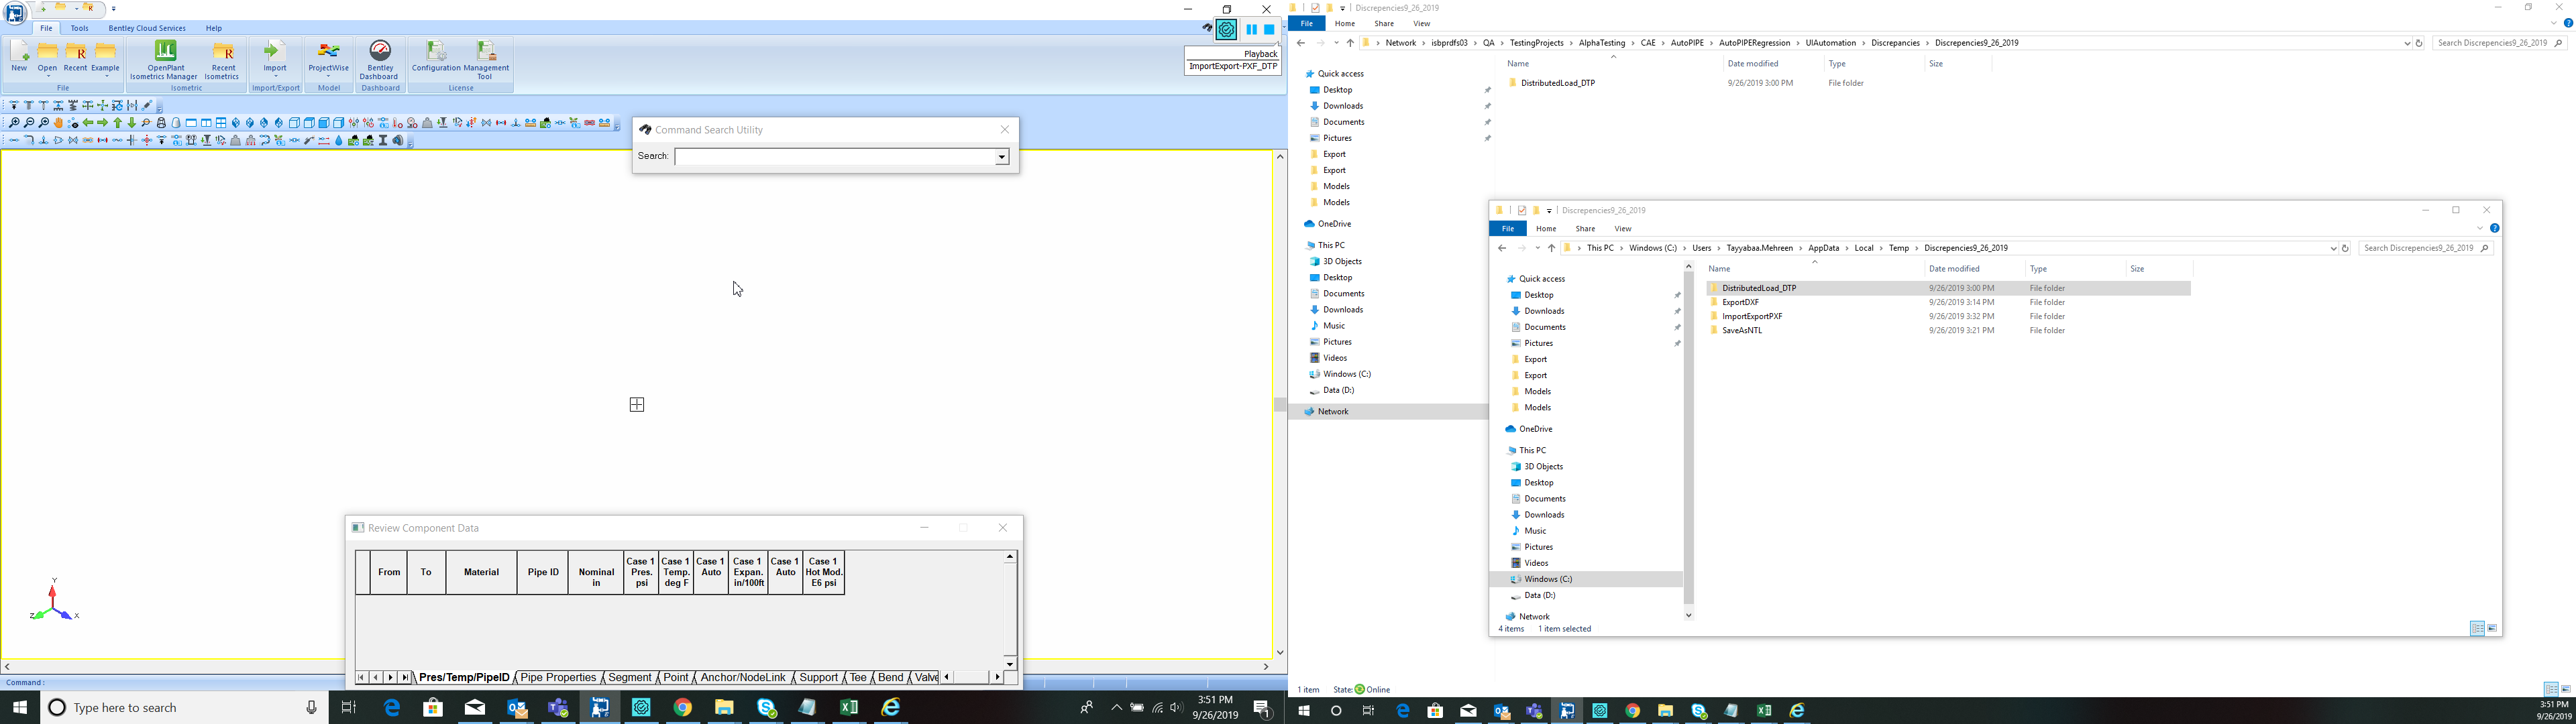 File Tools Bentley Cloud Services Help
New Open Recent Example OpenPlant Isometrics Manager Recent Isometrics Import ProjectWise Bentley Dashboard Configuration Management Tool
File Isometric Import/Export Model Dashboard License
Playback
ImportExport-PXF_DTP
Command Search Utility
Search:
Y
Z X
Review Component Data
From To Material Pipe ID Nominal in Case 1 Pres. psi Case 1 Temp. deg F Case 1 Auto Case 1 Expan. in/100ft Case 1 Auto Case 1 Hot Mod. E6 psi
Pres/Temp/PipeID Pipe Properties Segment Point Anchor/NodeLink Support Tee Bend Valve
Command :
Type here to search
3:51 PM
9/26/2019
1
Discrepencies9_26_2019
File Home Share View
Network isbprdfs03 QA TestingProjects AlphaTesting CAE AutoPIPE AutoPIPERegression UIAutomation Discrepancies Discrepencies9_26_2019
Search Discrepencies9_26_2019
Name Date modified Type Size
DistributedLoad_DTP 9/26/2019 3:00 PM File folder
Quick access
Desktop
Downloads
Documents
Pictures
Export
Export
Models
Models
OneDrive
This PC
3D Objects
Desktop
Documents
Downloads
Music
Pictures
Videos
Windows (C:)
Data (D:)
Network
1 item State: Online
Discrepencies9_26_2019
File Home Share View
This PC Windows (C:) Users Tayyabaa.Mehreen AppData Local Temp Discrepencies9_26_2019
Search Discrepencies9_26_2019
Name Date modified Type Size
DistributedLoad_DTP 9/26/2019 3:00 PM File folder
ExportDXF 9/26/2019 3:14 PM File folder
ImportExportPXF 9/26/2019 3:32 PM File folder
SaveAsNTL 9/26/2019 3:21 PM File folder
Quick access
Desktop
Downloads
Documents
Pictures
Export
Export
Models
Models
OneDrive
This PC
3D Objects
Desktop
Documents
Downloads
Music
Pictures
Videos
Windows (C:)
Data (D:)
Network
4 items 1 item selected
3:51 PM
9/26/2019